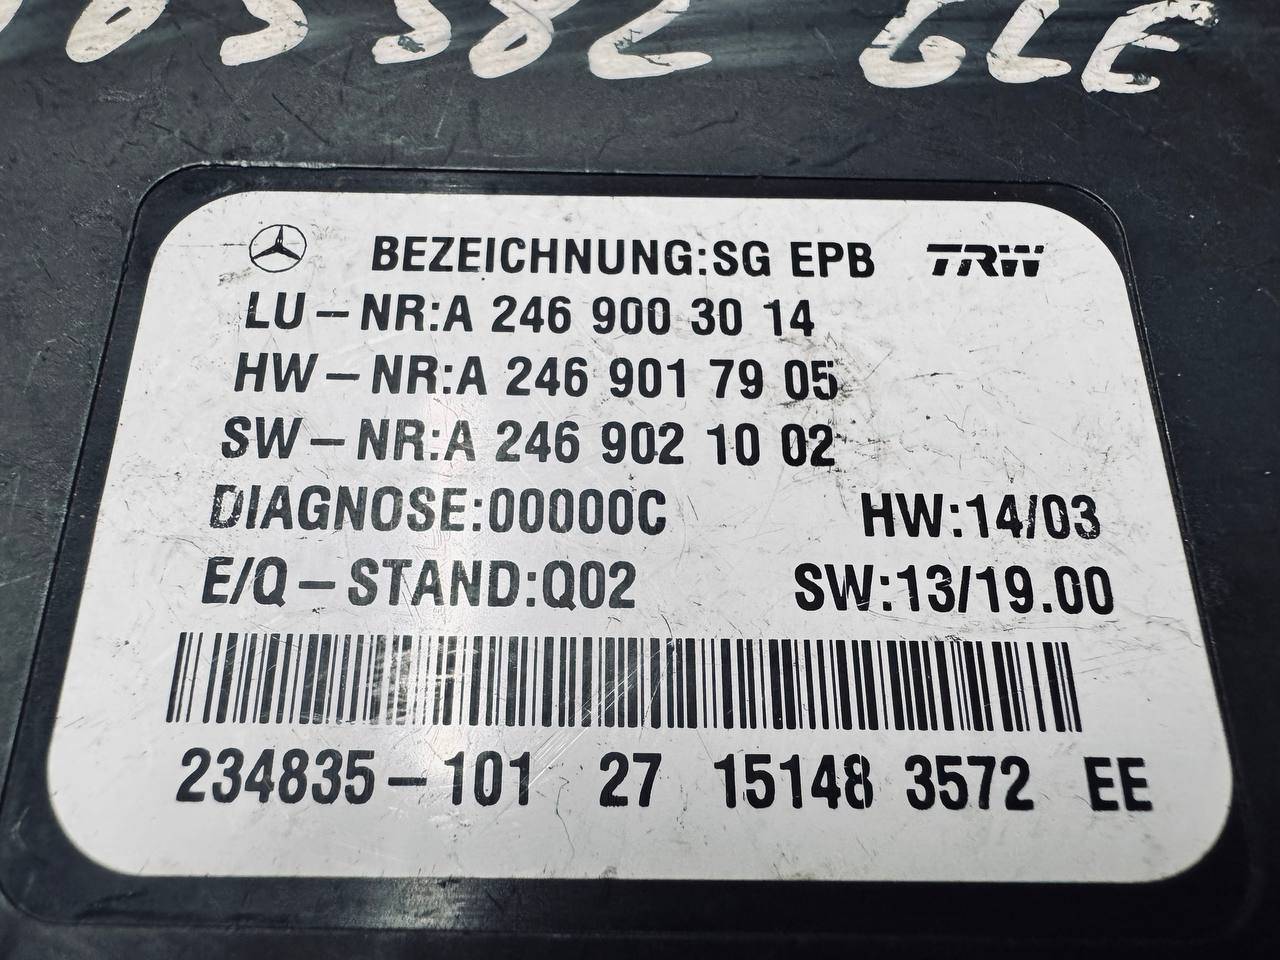 GLE
BEZEICHNUNG:SG EPB TRW
LU-NR:A 246 900 30 14
HW-NR:A 246 901 79 05
SW-NR:A 246 902 10 02
DIAGNOSE:00000C HW:14/03
E/Q-STAND:Q02 SW:13/19.00
234835-101 27 15148 3572 EE